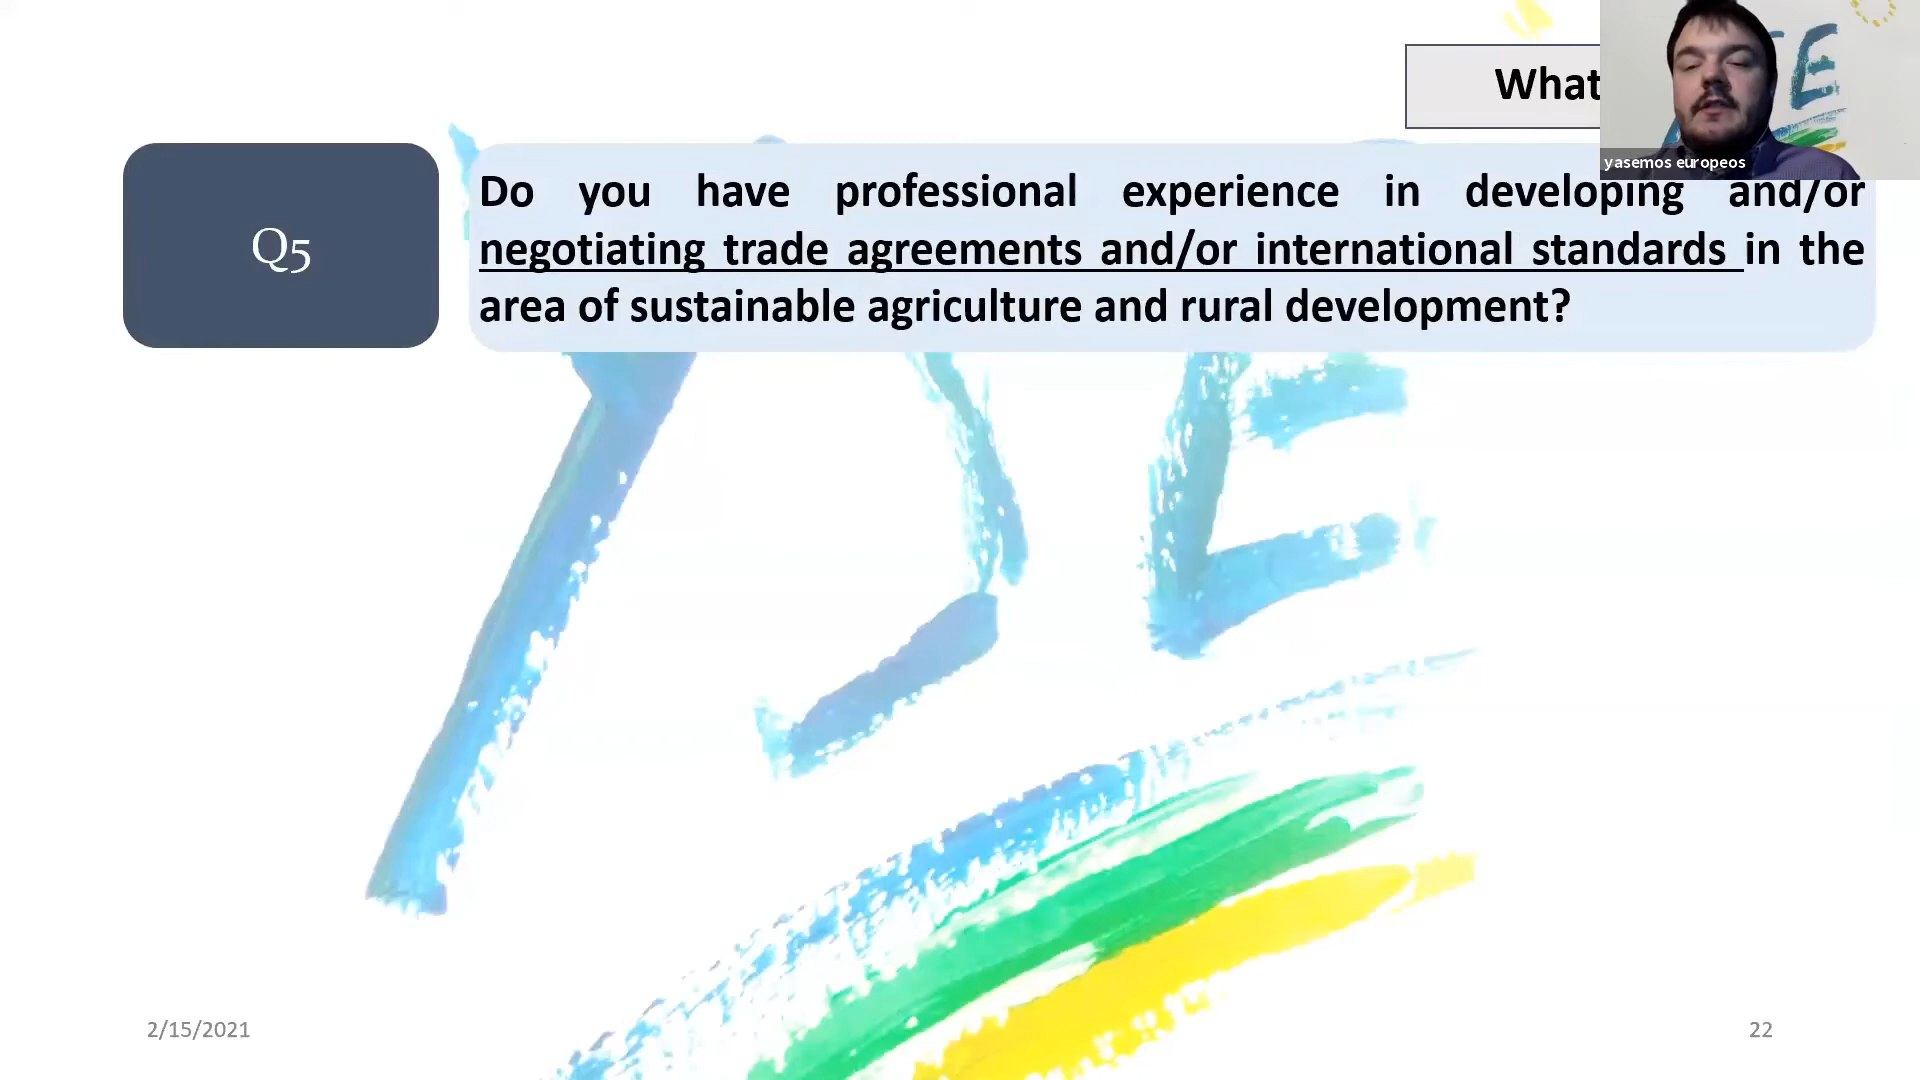 What
yasemos europeos
Q5
Do you have professional experience in developing and/or
negotiating trade agreements and/or international standards in the
area of sustainable agriculture and rural development?
2/15/2021
22